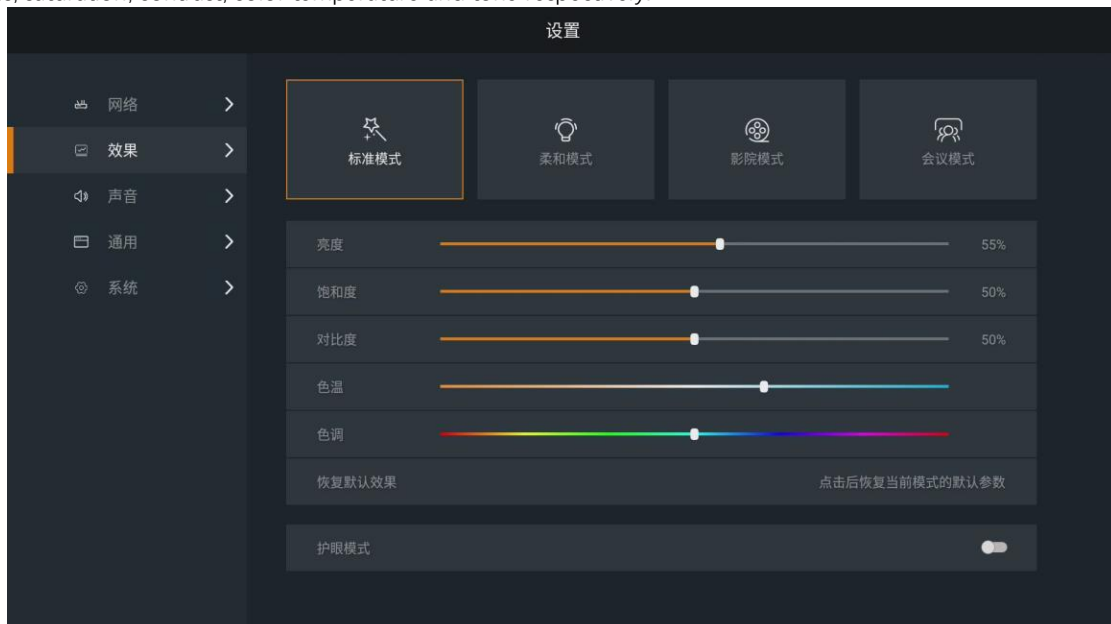 saturation, contrast, color temperature and tone respectively.
设置
网络
效果
声音
通用
系统
标准模式
柔和模式
影院模式
会议模式
亮度 55%
饱和度 50%
对比度 50%
色温
色调
恢复默认效果 点击后恢复当前模式的默认参数
护眼模式